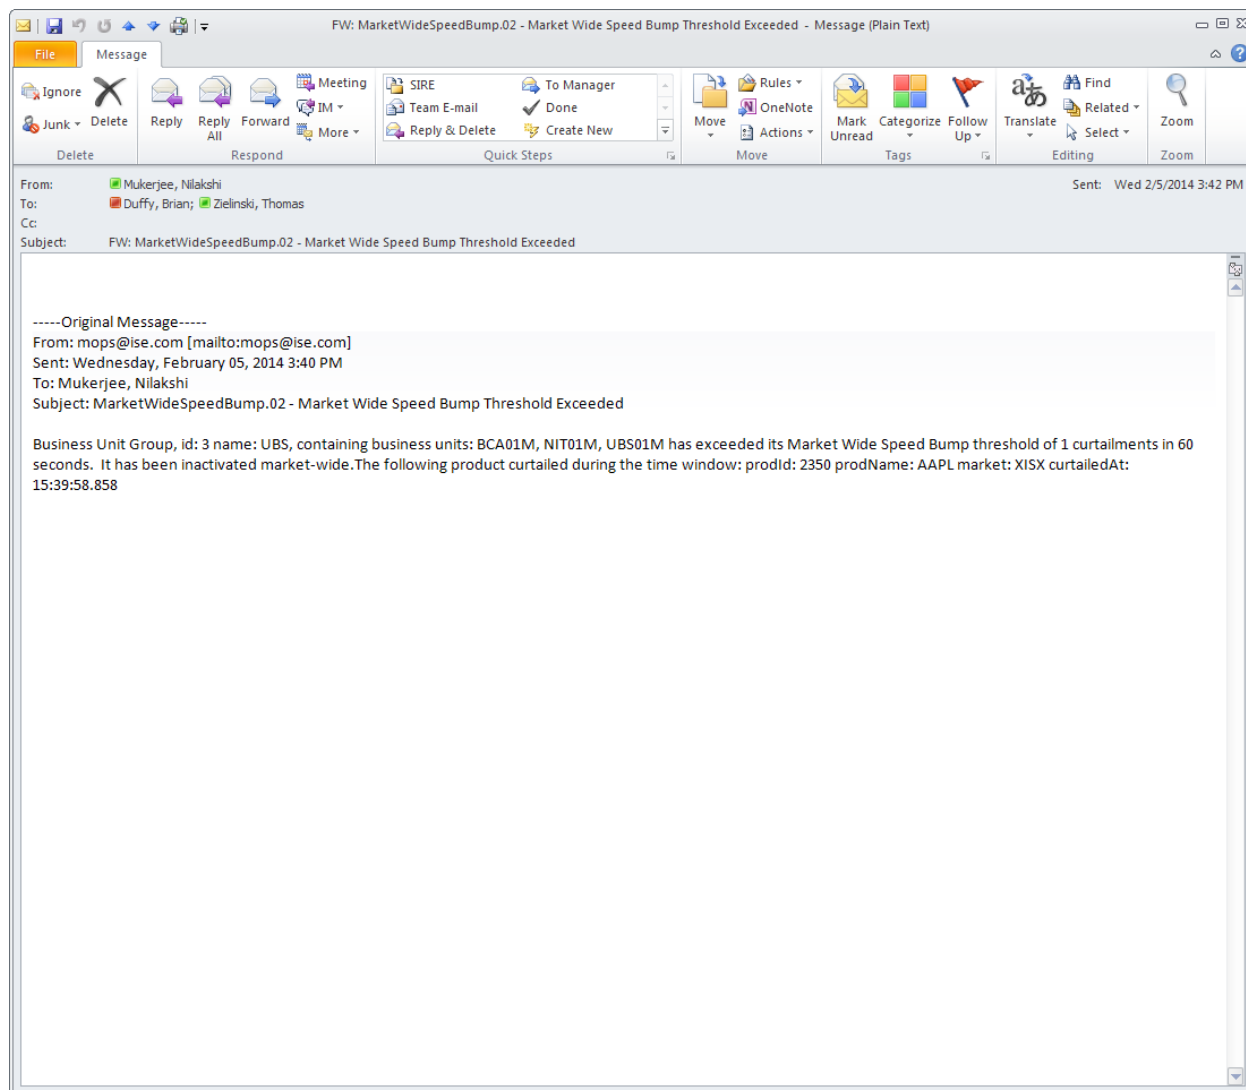 FW: MarketWideSpeedBump.02 - Market Wide Speed Bump Threshold Exceeded - Message (Plain Text)
File Message
Ignore
Junk
Delete
Delete
Reply
Reply All
Forward
Meeting
IM
More
Respond
SIRE
Team E-mail
Reply & Delete
To Manager
Done
Create New
Quick Steps
Move
Rules
OneNote
Actions
Move
Mark Unread
Categorize
Follow Up
Tags
Translate
Find
Related
Select
Editing
Zoom
Zoom
From: Mukerjee, Nilakshi
Sent: Wed 2/5/2014 3:42 PM
To: Duffy, Brian; Zielinski, Thomas
Cc:
Subject: FW: MarketWideSpeedBump.02 - Market Wide Speed Bump Threshold Exceeded
-----Original Message-----
From: mops@ise.com [mailto:mops@ise.com]
Sent: Wednesday, February 05, 2014 3:40 PM
To: Mukerjee, Nilakshi
Subject: MarketWideSpeedBump.02 - Market Wide Speed Bump Threshold Exceeded
Business Unit Group, id: 3 name: UBS, containing business units: BCA01M, NIT01M, UBS01M has exceeded its Market Wide Speed Bump threshold of 1 curtailments in 60
seconds. It has been inactivated market-wide.The following product curtailed during the time window: prodId: 2350 prodName: AAPL market: XISX curtailedAt:
15:39:58.858